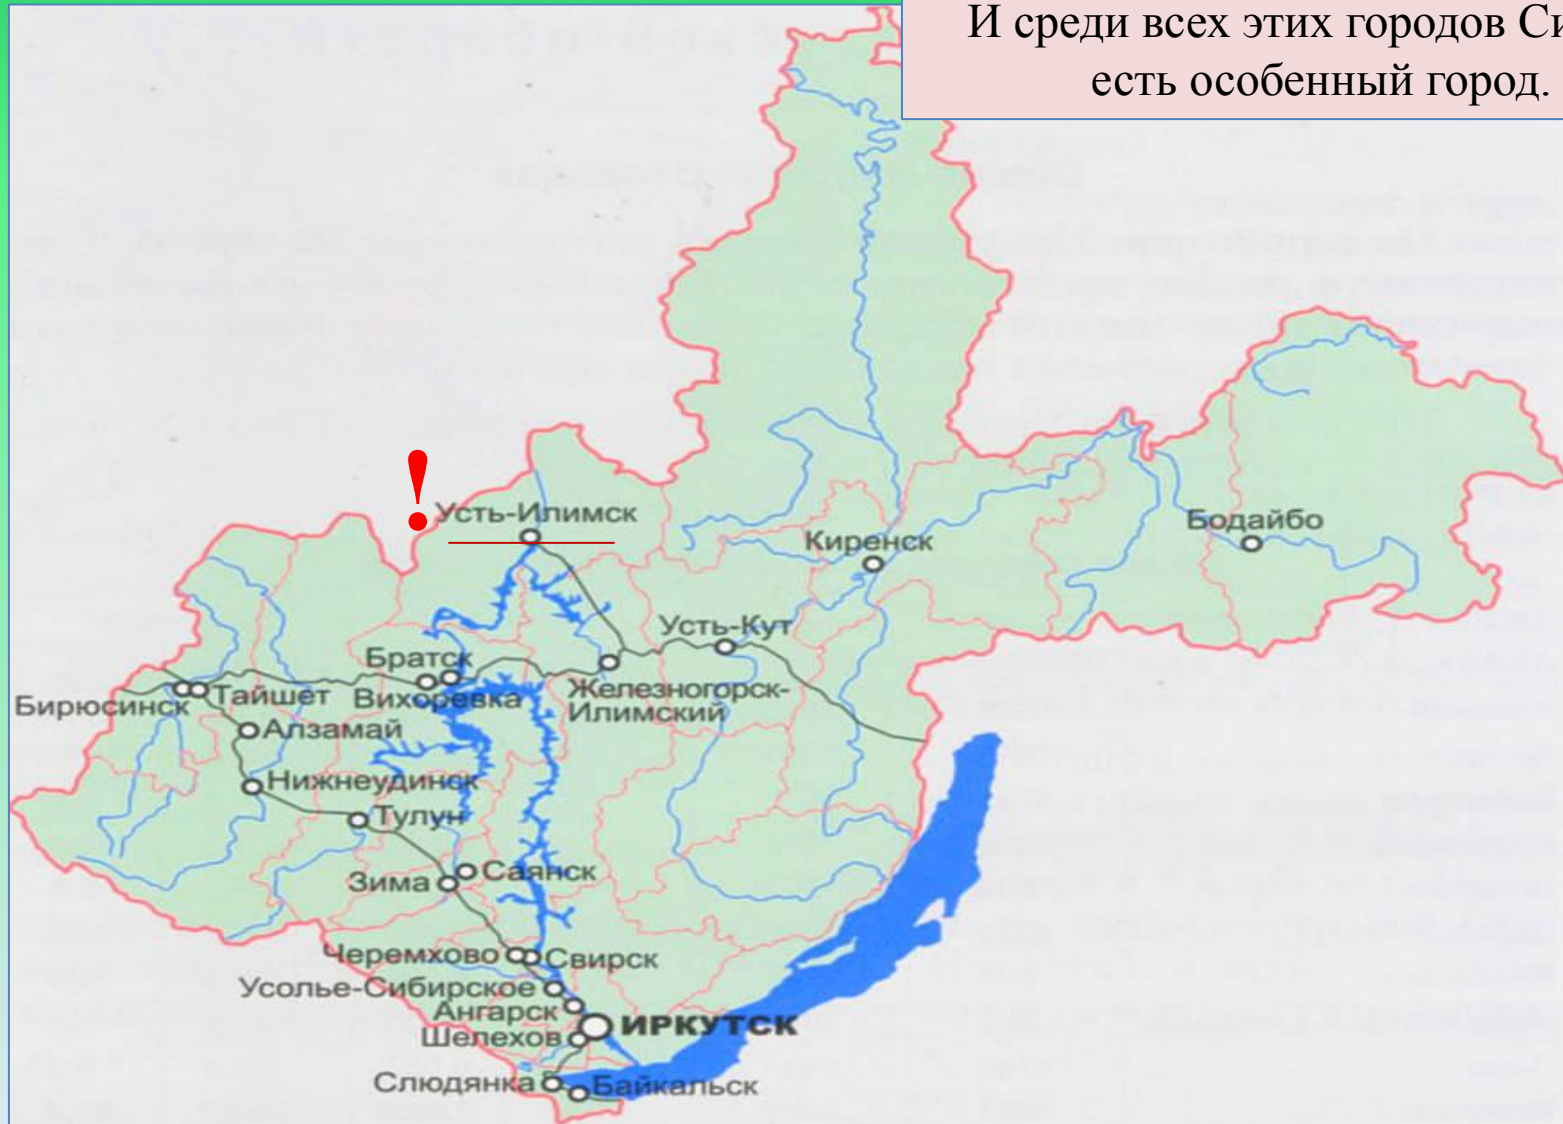 И среди всех этих городов
есть особенный город.
!
Усть-Илимск
Бодайбо
Киренск
Усть-Кут
Братск
Железногорск-
Илимский
Бирюсинск
Тайшет
Вихоревка
Алзамай
Нижнеудинск
Тулун
Саянск
Зима
Черемхово
Свирск
Усолье-Сибирское
Ангарск
ИРКУТСК
Шелехов
Слюдянка
Байкальск